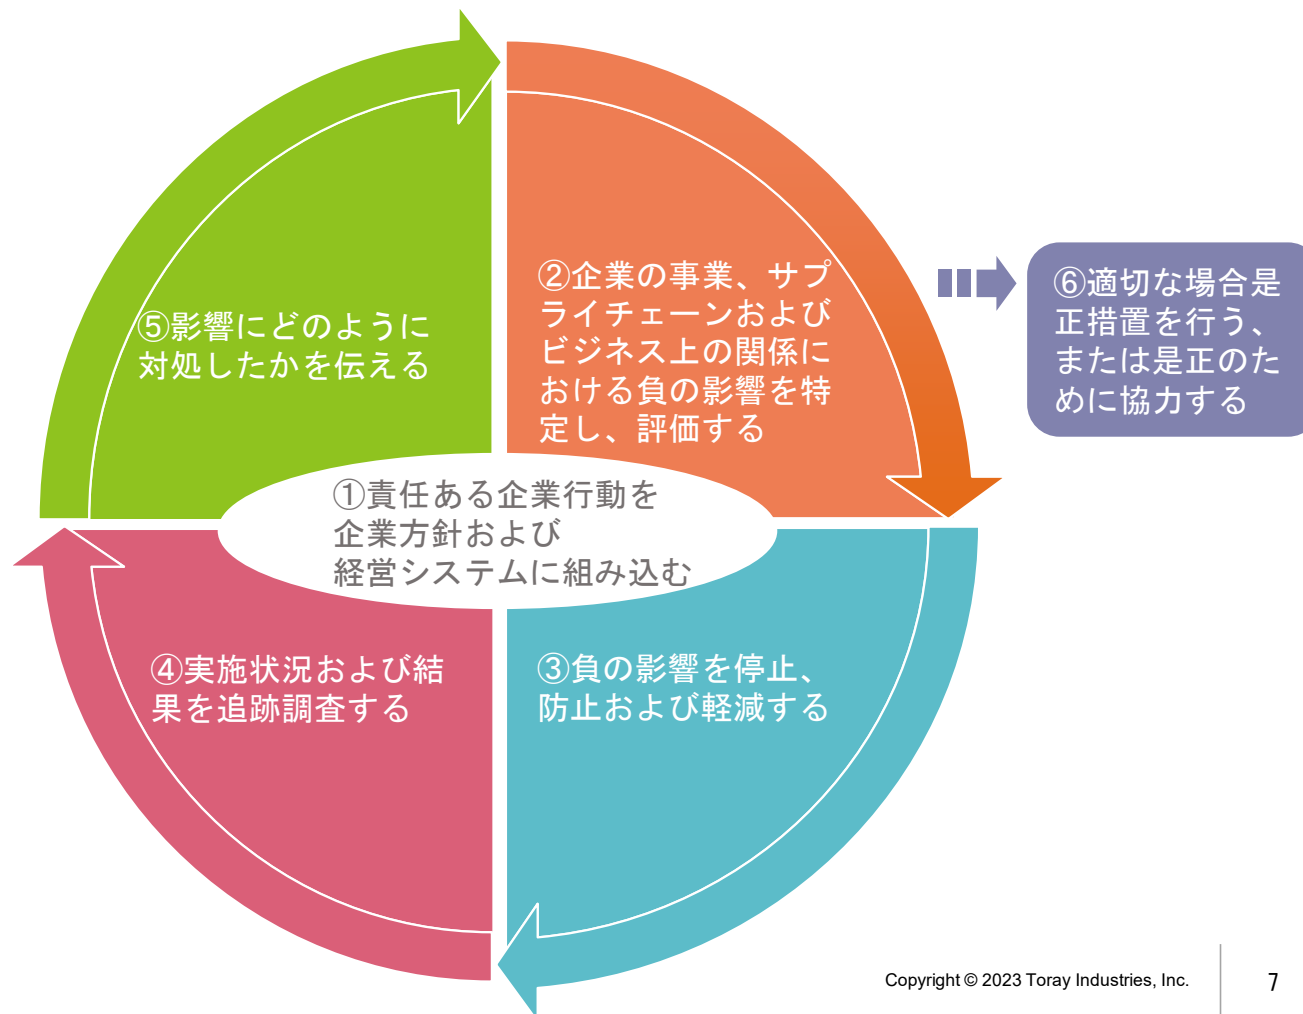 ①責任ある企業行動を
企業方針および
経営システムに組み込む
②企業の事業、サプ
ライチェーンおよび
ビジネス上の関係に
おける負の影響を特
定し、評価する
③負の影響を停止、
防止および軽減する
④実施状況および結
果を追跡調査する
⑤影響にどのように
対処したかを伝える
⑥適切な場合是
正措置を行う、
または是正のた
めに協力する
Copyright © 2023 Toray Industries, Inc.
7